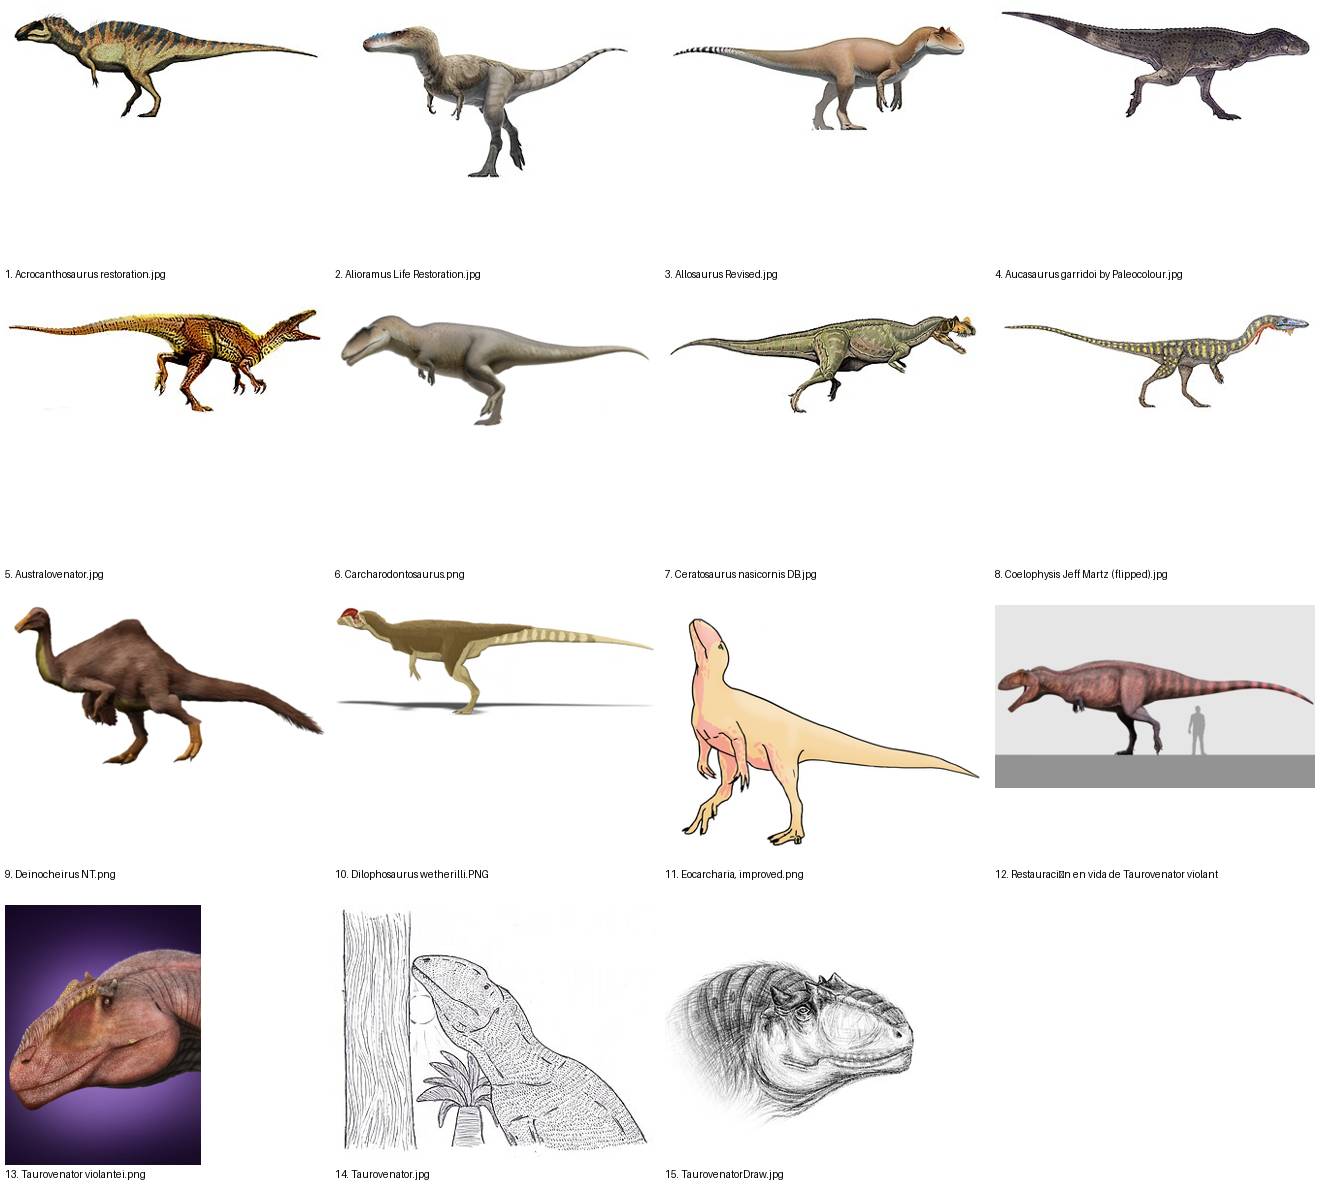 1. Acrocanthosaurus restoration.jpg
2. Alioramus Life Restoration.jpg
3. Allosaurus Revised.jpg
4. Aucasaurus garridoi by Paleocolour.jpg
5. Australovenator.jpg
6. Carcharodontosaurus.png
7. Ceratosaurus nasicornis DB.jpg
8. Coelophysis Jeff Martz (flipped).jpg
9. Deinocheirus NT.png
10. Dilophosaurus wetherilli.PNG
11. Eocarcharia, improved.png
12. Restauraci▯n en vida de Taurovenator violant
13. Taurovenator violantei.png
14. Taurovenator.jpg
15. TaurovenatorDraw.jpg